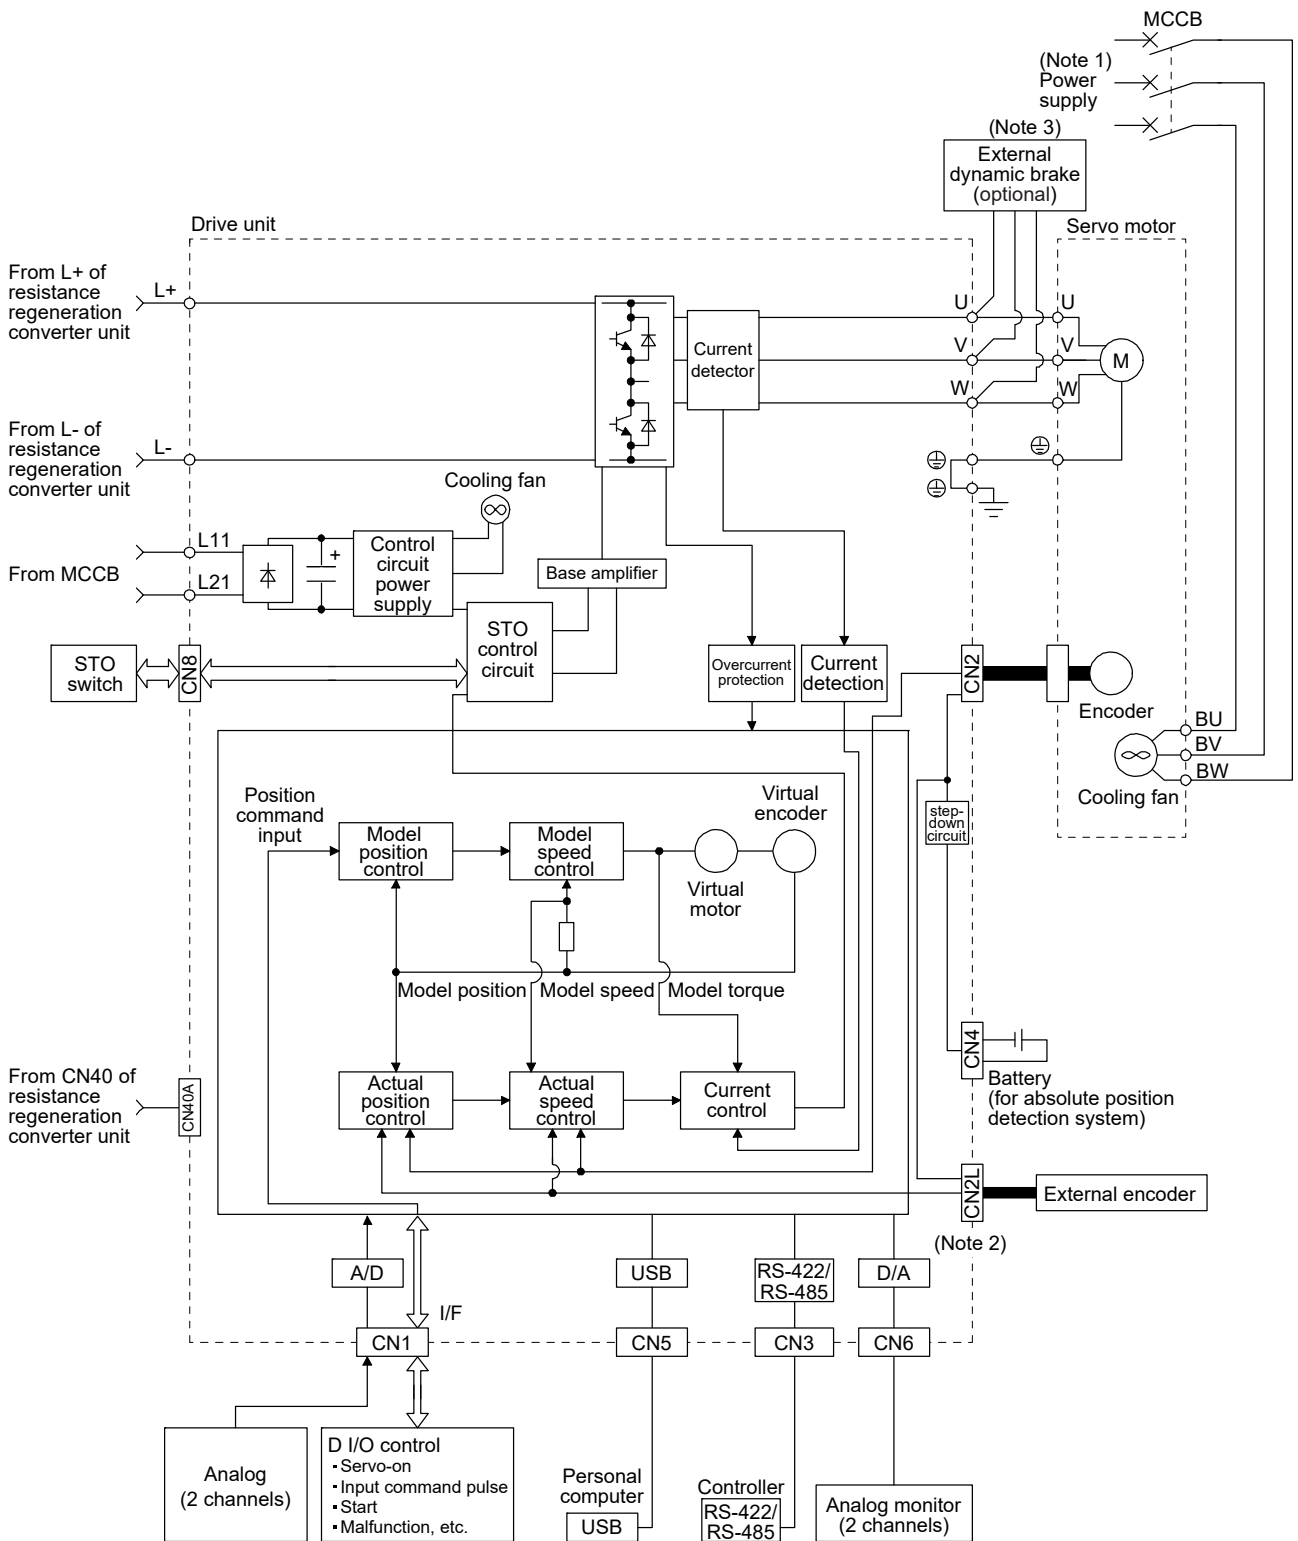 MCCB
(Note 1)
Power
supply
(Note 3)
External
dynamic brake
(optional)
Drive unit
Servo motor
From L+ of
resistance
regeneration
converter unit
L+
U
U
V
V
W
W
Current
detector
M
From L- of
resistance
regeneration
converter unit
L-
Cooling fan
L11
From MCCB
L21
+
Control
circuit
power
supply
Base amplifier
STO
control
circuit
STO
switch
CN8
Overcurrent
protection
Current
detection
CN2
Encoder
BU
BV
BW
Cooling fan
step-
down
circuit
Position
command
input
Virtual
encoder
Model
position
control
Model
speed
control
Virtual
motor
Model position
Model speed
Model torque
From CN40 of
resistance
regeneration
converter unit
CN40A
Actual
position
control
Actual
speed
control
Current
control
CN4
Battery
(for absolute position
detection system)
CN2L
External encoder
(Note 2)
A/D
I/F
USB
RS-422/
RS-485
D/A
CN1
CN5
CN3
CN6
Analog
(2 channels)
D I/O control
▪Servo-on
▪Input command pulse
▪Start
▪Malfunction, etc.
Personal
computer
USB
Controller
RS-422/
RS-485
Analog monitor
(2 channels)